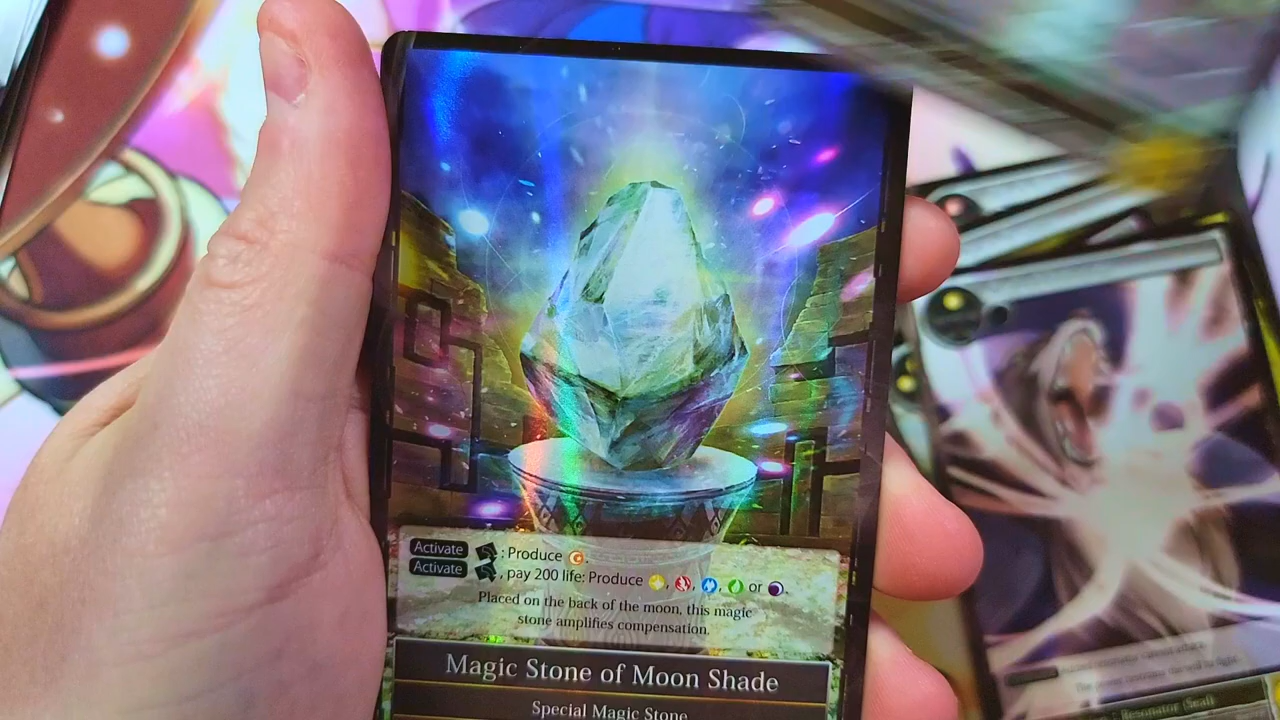 Activate : Produce .
Activate , pay 200 life: Produce , , , or .
Placed on the back of the moon, this magic
stone amplifies compensation.
Magic Stone of Moon Shade
Special Magic Stone
Resonator